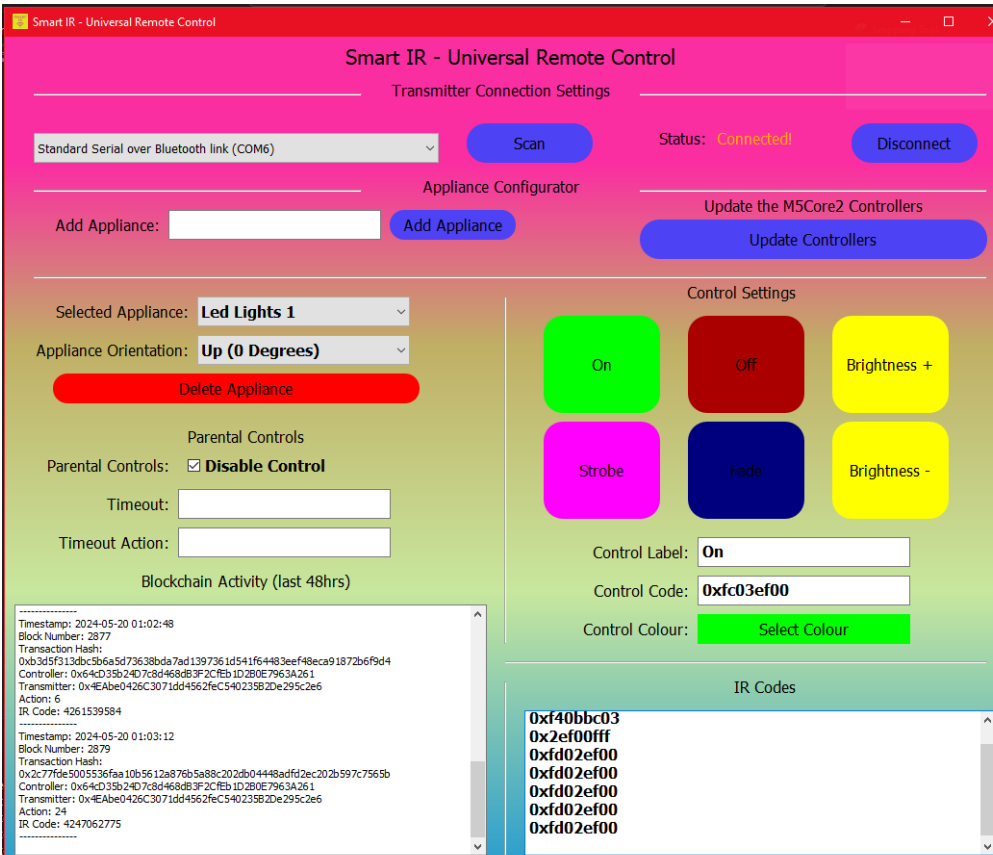 Smart IR - Universal Remote Control
Smart IR - Universal Remote Control
Transmitter Connection Settings
Standard Serial over Bluetooth link (COM6)
Scan
Status: Connected!
Disconnect
Appliance Configurator
Add Appliance:
Add Appliance
Update the M5Core2 Controllers
Update Controllers
Selected Appliance: Led Lights 1
Appliance Orientation: Up (0 Degrees)
Delete Appliance
Parental Controls
Parental Controls: Disable Control
Timeout:
Timeout Action:
Blockchain Activity (last 48hrs)
---------------
Timestamp: 2024-05-20 01:02:48
Block Number: 2877
Transaction Hash:
0xb3d5f313dbc5b6a5d73638bda7ad1397361d541f64483eef48eca91872b6f9d4
Controller: 0x64cD35b24D7c8d468dB3F2CfEb1D2B0E7963A261
Transmitter: 0x4EAbe0426C3071dd4562feC540235B2De295c2e6
Action: 6
IR Code: 4261539584
---------------
Timestamp: 2024-05-20 01:03:12
Block Number: 2879
Transaction Hash:
0x2c77fde5005536faa10b5612a876b5a88c202db04448adfd2ec202b597c7565b
Controller: 0x64cD35b24D7c8d468dB3F2CfEb1D2B0E7963A261
Transmitter: 0x4EAbe0426C3071dd4562feC540235B2De295c2e6
Action: 24
IR Code: 4247062775
---------------
Control Settings
On
Off
Brightness +
Strobe
Fade
Brightness -
Control Label: On
Control Code: 0xfc03ef00
Control Colour: Select Colour
IR Codes
0xf40bbc03
0x2ef00fff
0xfd02ef00
0xfd02ef00
0xfd02ef00
0xfd02ef00
0xfd02ef00